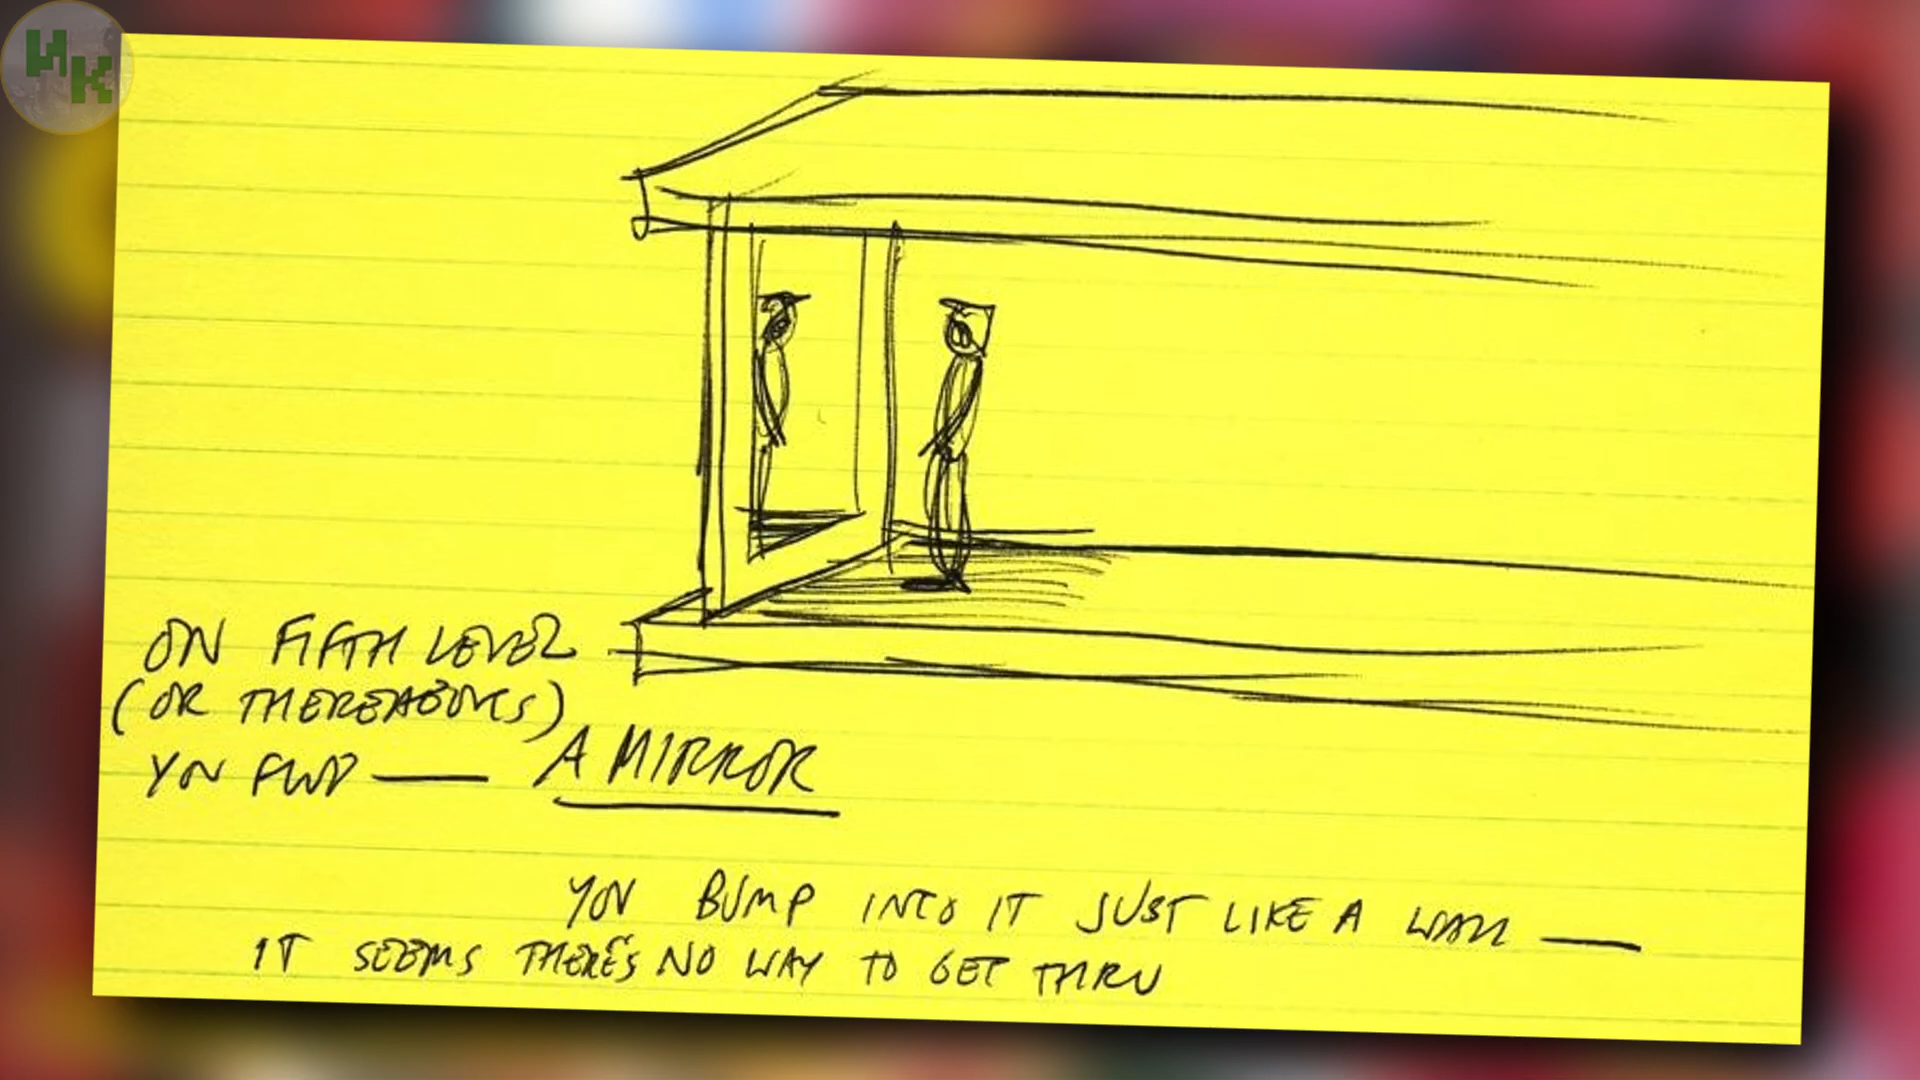 ИK
ON FIFTH LEVEL
(OR THEREABOUTS)
YOU FIND — A MIRROR
YOU BUMP INTO IT JUST LIKE A WALL —
IT SEEMS THERE'S NO WAY TO GET THRU